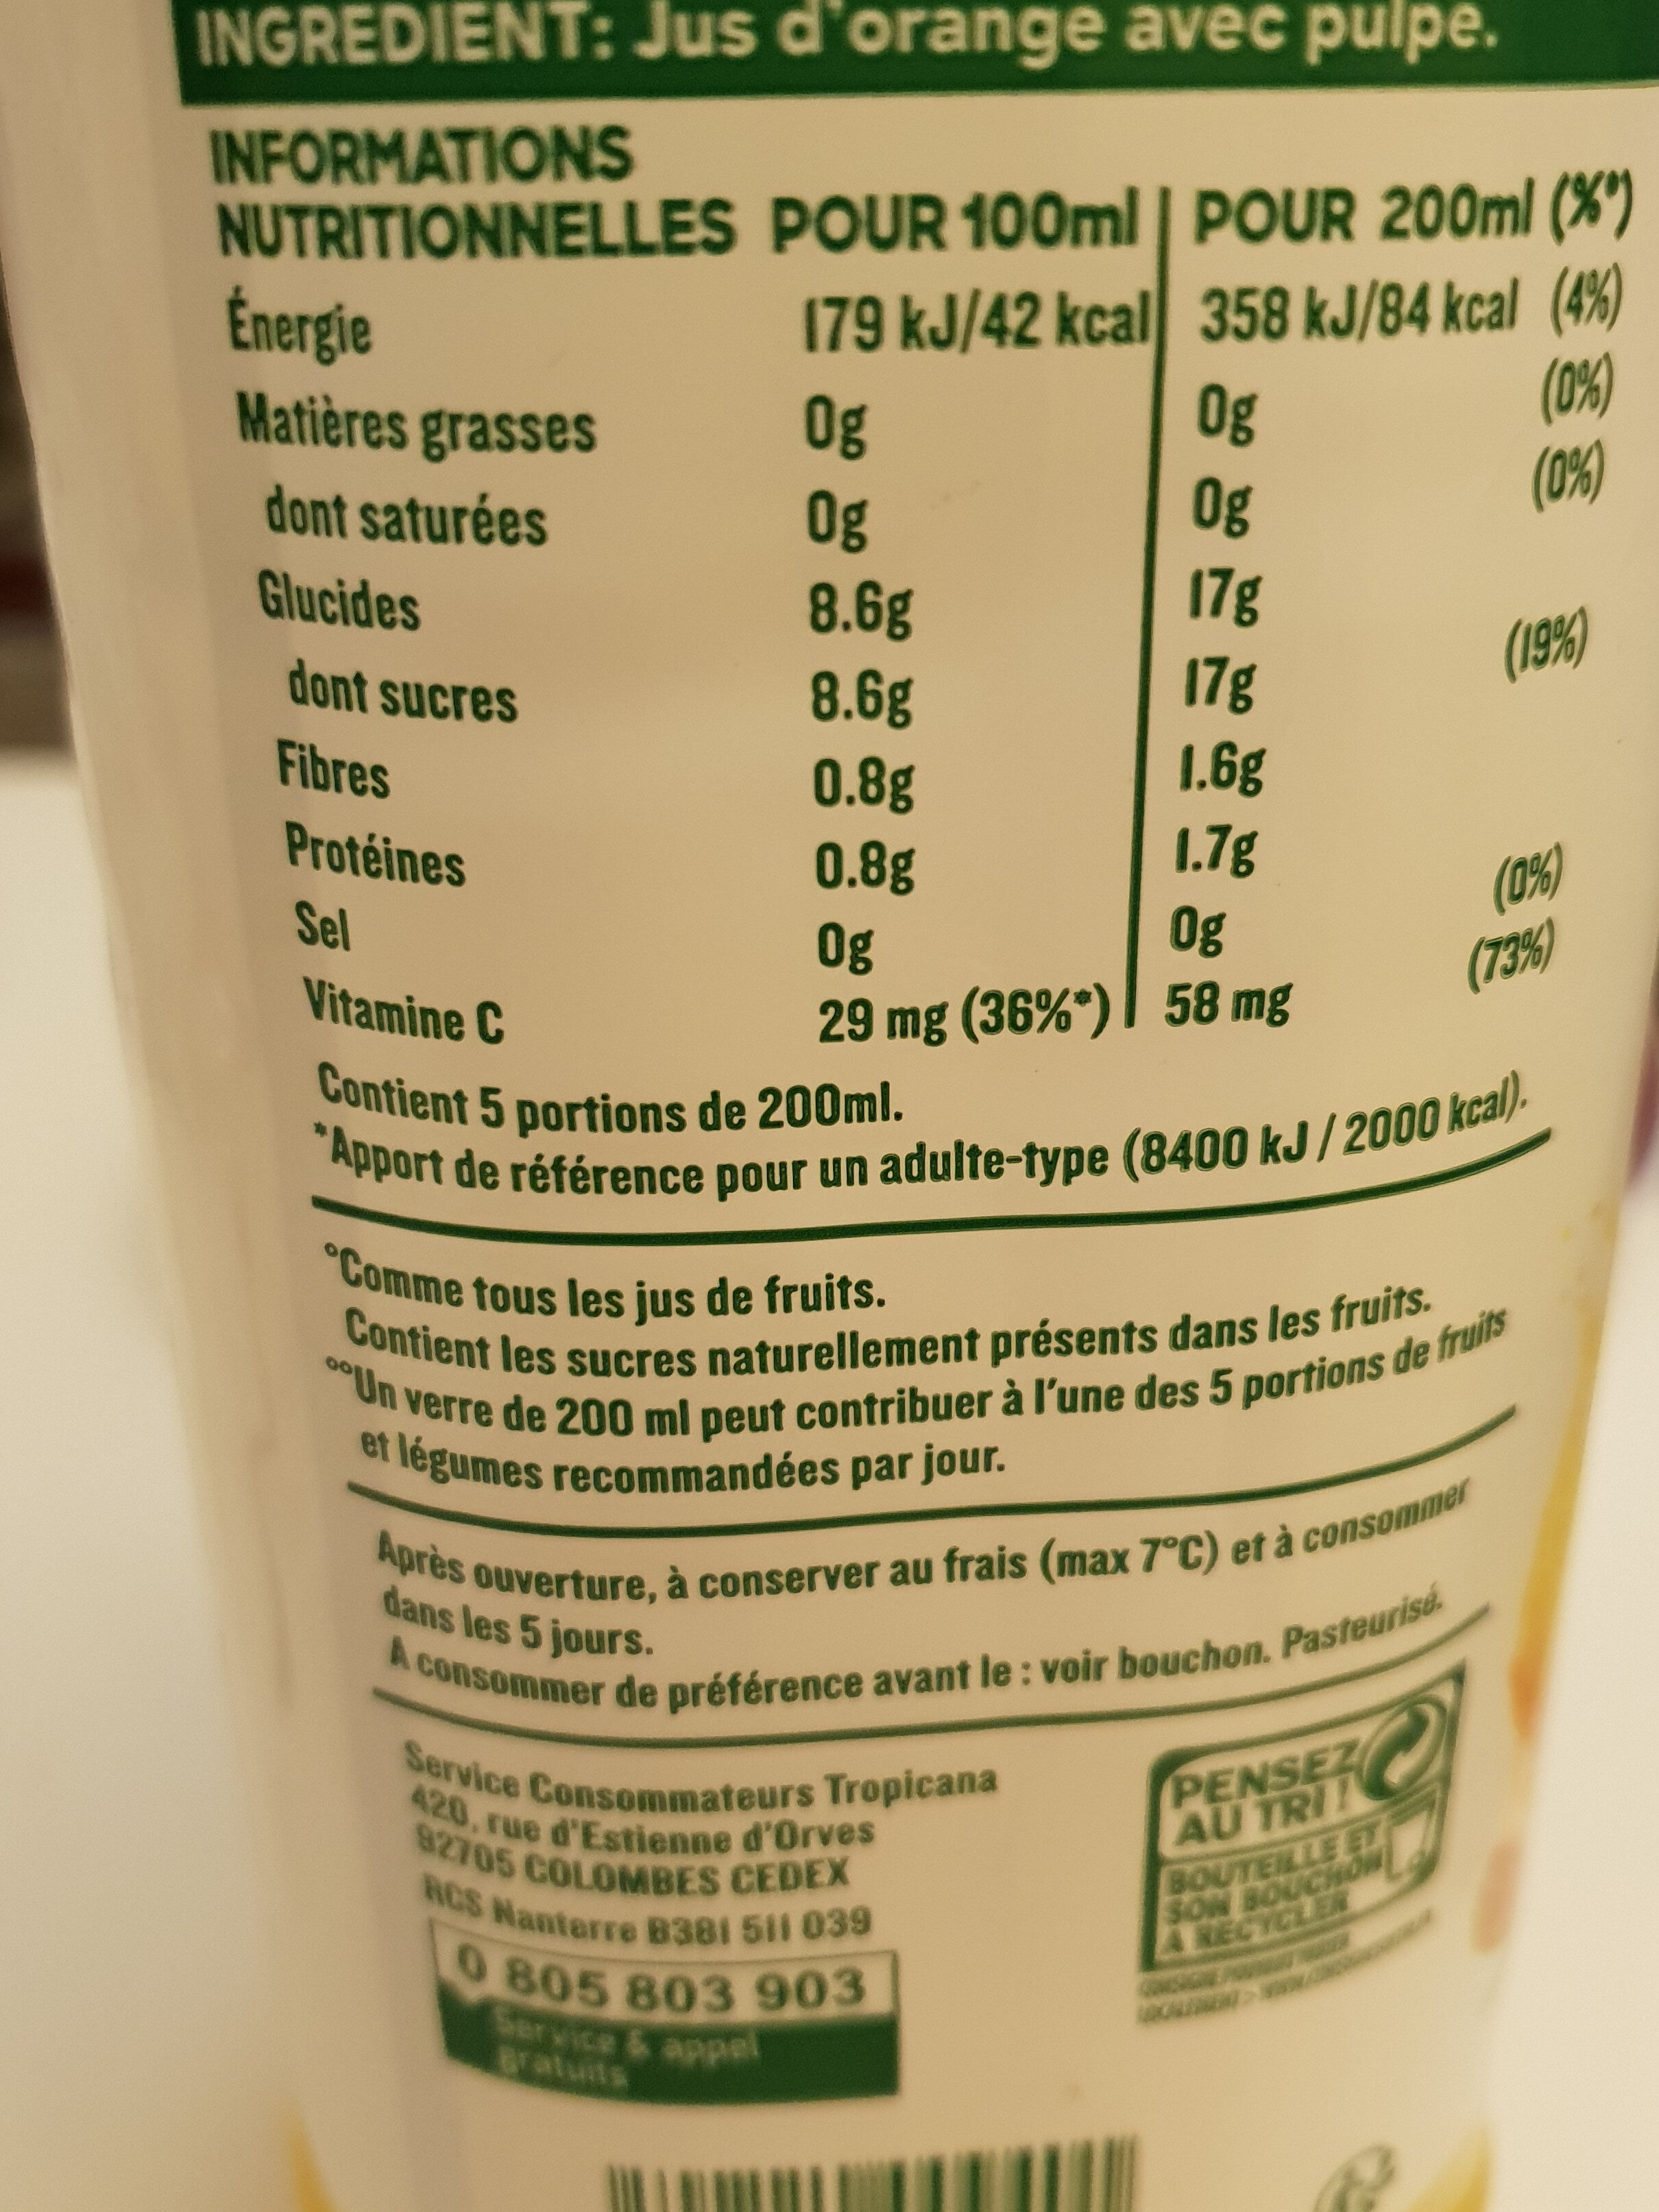 INGREDIENT: Jus d'orange avec pulpe.
INFORMATIONS
NUTRITIONNELLES POUR 100ml POUR 200ml (%*)
Énergie 179 kJ/42 kcal 358 kJ/84 kcal (4%)
Matières grasses 0g 0g (0%)
dont saturées 0g 0g (0%)
Glucides 8.6g 17g
dont sucres 8.6g 17g (19%)
Fibres 0.8g 1.6g
Protéines 0.8g 1.7g
Sel 0g 0g (0%)
Vitamine C 29 mg (36%*) 58 mg (73%)
Contient 5 portions de 200ml.
*Apport de référence pour un adulte-type (8400 kJ / 2000 kcal).
°Comme tous les jus de fruits.
Contient les sucres naturellement présents dans les fruits.
°°Un verre de 200 ml peut contribuer à l'une des 5 portions de fruits
et légumes recommandées par jour.
Après ouverture, à conserver au frais (max 7°C) et à consommer
dans les 5 jours.
A consommer de préférence avant le : voir bouchon. Pasteurisé.
Service Consommateurs Tropicana
420, rue d'Estienne d'Orves
92705 COLOMBES CEDEX
RCS Nanterre B381 511 039
0 805 803 903
Service & appel
gratuits
PENSEZ
AU TRI !
BOUTEILLE ET
SON BOUCHON
À RECYCLER